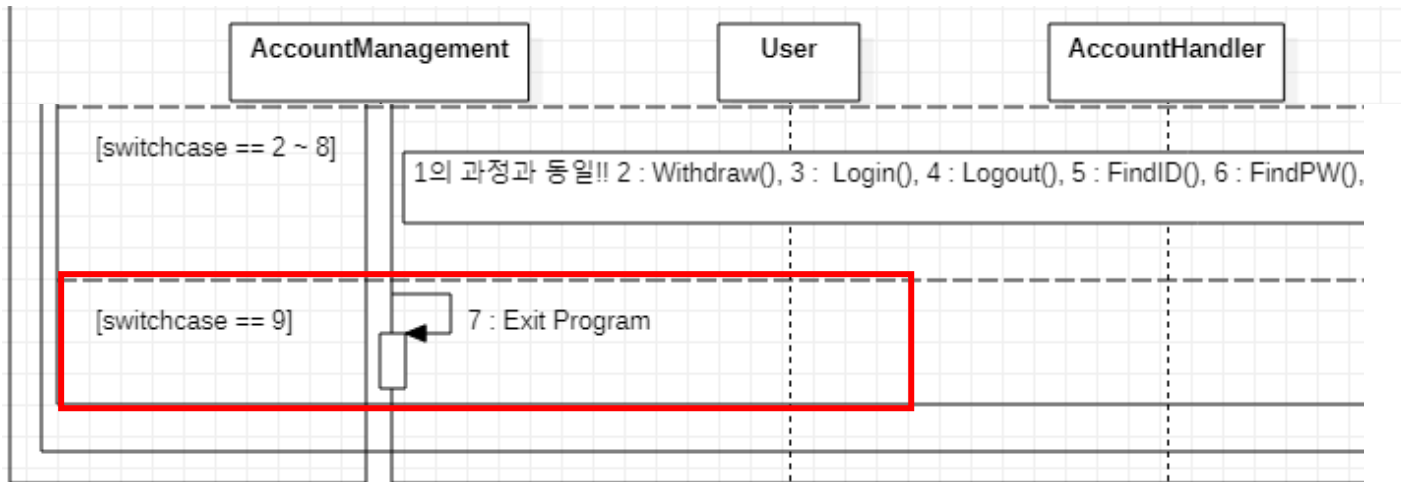 AccountManagement
User
AccountHandler
[switchcase == 2 ~ 8]
1의 과정과 동일!! 2 : Withdraw(), 3 :  Login(), 4 : Logout(), 5 : FindID(), 6 : FindPW(),
[switchcase == 9]
7 : Exit Program